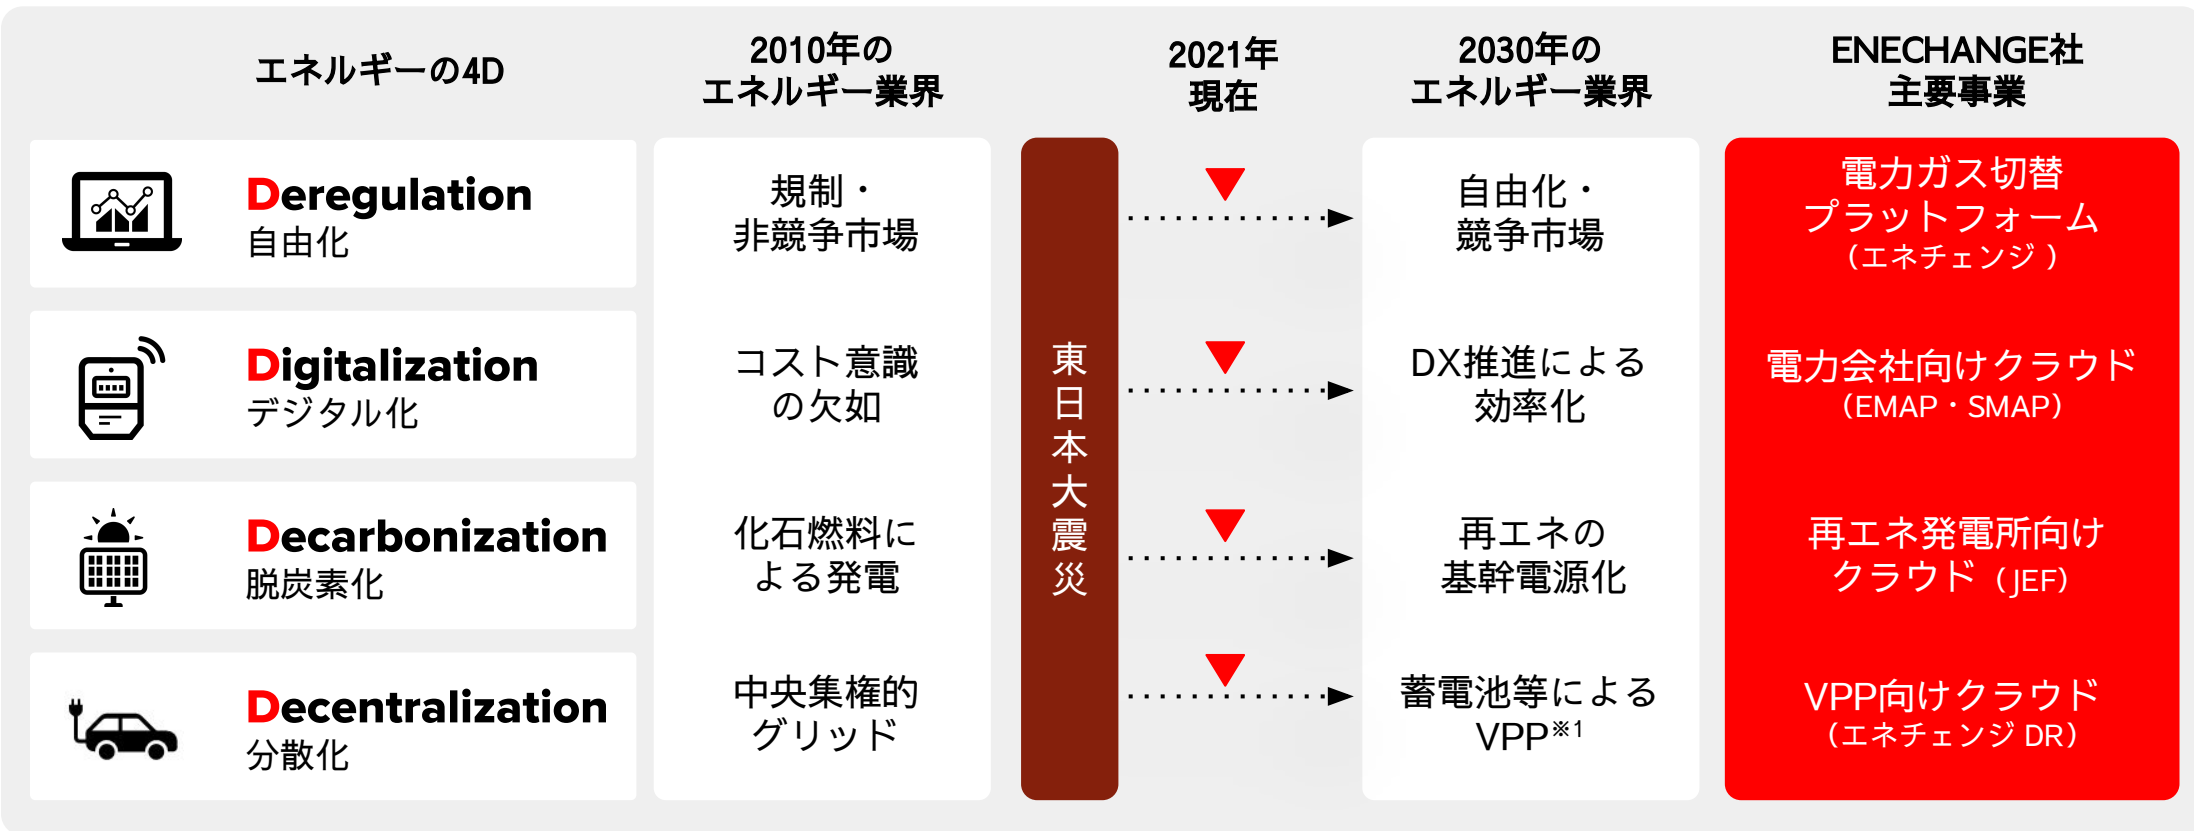 エネルギーの4D
2010年の
エネルギー業界
2021年
現在
2030年の
エネルギー業界
ENECHANGE社
主要事業
Deregulation
自由化
規制・
非競争市場
自由化・
競争市場
電力ガス切替
プラットフォーム
（エネチェンジ ）
東日本大震災
Digitalization
デジタル化
コスト意識
の欠如
DX推進による
効率化
電力会社向けクラウド
（EMAP・SMAP）
Decarbonization
脱炭素化
化石燃料に
よる発電
再エネの
基幹電源化
再エネ発電所向け
クラウド（JEF）
Decentralization
分散化
中央集権的
グリッド
蓄電池等による
VPP※1
VPP向けクラウド
（エネチェンジ DR）